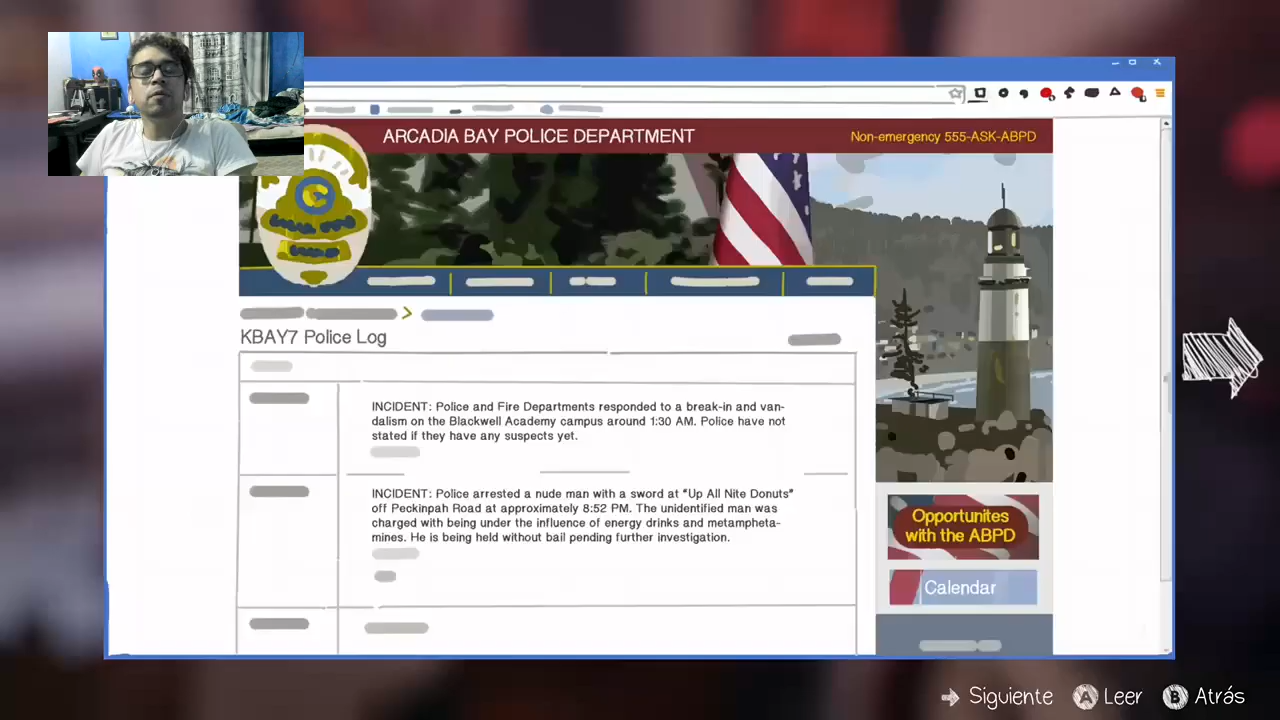 ARCADIA BAY POLICE DEPARTMENT
Non-emergency 555-ASK-ABPD
KBAY7 Police Log
INCIDENT: Police and Fire Departments responded to a break-in and van-
dalism on the Blackwell Academy campus around 1:30 AM. Police have not
stated if they have any suspects yet.
INCIDENT: Police arrested a nude man with a sword at “Up All Nite Donuts”
off Peckinpah Road at approximately 8:52 PM. The unidentified man was
charged with being under the influence of energy drinks and metampheta-
mines. He is being held without bail pending further investigation.
Opportunites
with the ABPD
Calendar
Siguiente
A Leer
B Atrás